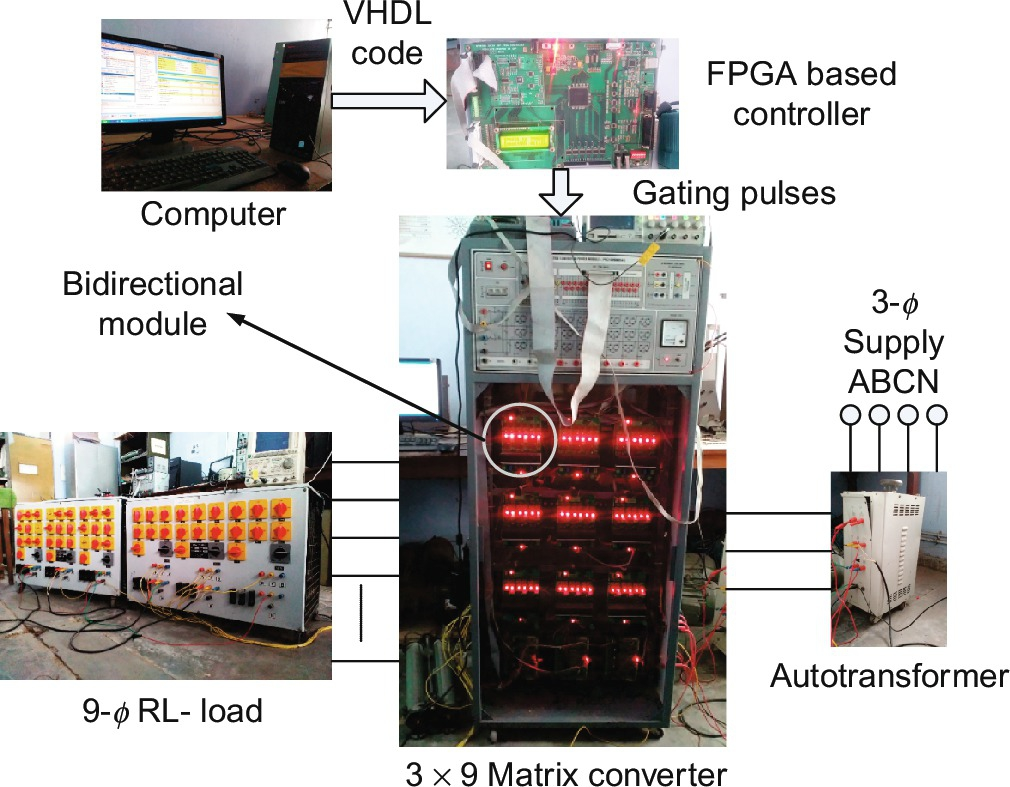 VHDL
code
FPGA based
controller
Computer
Gating pulses
Bidirectional
module
3-ϕ
Supply
ABCN
9-ϕ RL- load
Autotransformer
3 × 9 Matrix converter